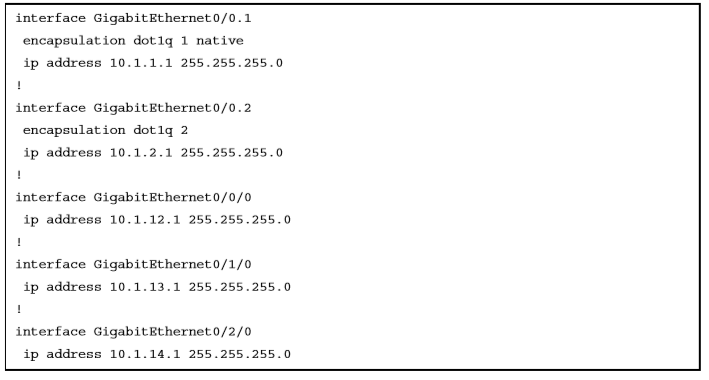 interface GigabitEthernet0/0.1
 encapsulation dot1q 1 native
 ip address 10.1.1.1 255.255.255.0
!
interface GigabitEthernet0/0.2
 encapsulation dot1q 2
 ip address 10.1.2.1 255.255.255.0
!
interface GigabitEthernet0/0/0
 ip address 10.1.12.1 255.255.255.0
!
interface GigabitEthernet0/1/0
 ip address 10.1.13.1 255.255.255.0
!
interface GigabitEthernet0/2/0
 ip address 10.1.14.1 255.255.255.0